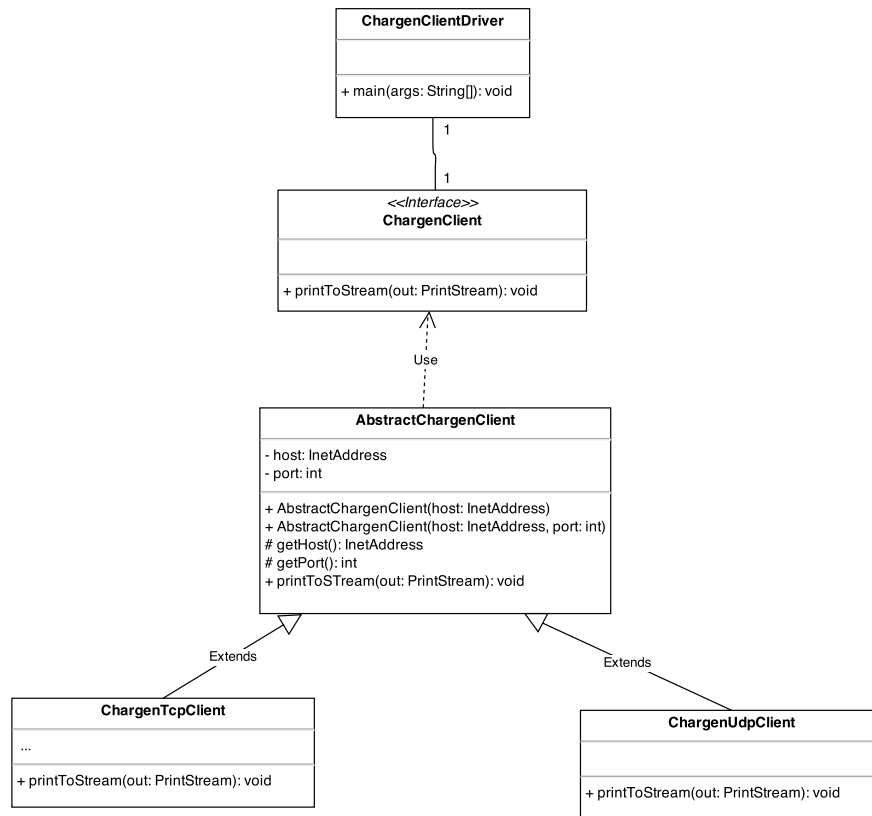 ChargenClientDriver
+ main(args: String[]): void
1
1
<<Interface>>
ChargenClient
+ printToStream(out: PrintStream): void
Use
AbstractChargenClient
- host: InetAddress
- port: int
+ AbstractChargenClient(host: InetAddress)
+ AbstractChargenClient(host: InetAddress, port: int)
# getHost(): InetAddress
# getPort(): int
+ printToSTream(out: PrintStream): void
Extends
Extends
ChargenTcpClient
...
+ printToStream(out: PrintStream): void
ChargenUdpClient
+ printToStream(out: PrintStream): void